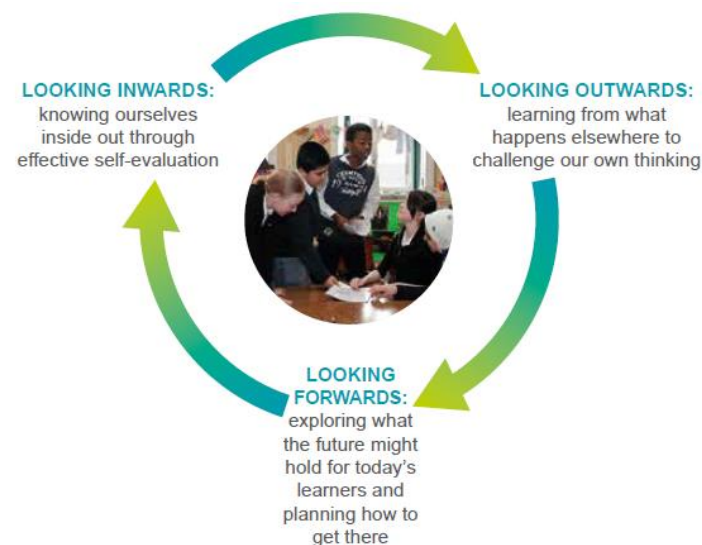 LOOKING INWARDS:
knowing ourselves
inside out through
effective self-evaluation
LOOKING OUTWARDS:
learning from what
happens elsewhere to
challenge our own thinking
LOOKING
FORWARDS:
exploring what
the future might
hold for today's
learners and
planning how to
get there